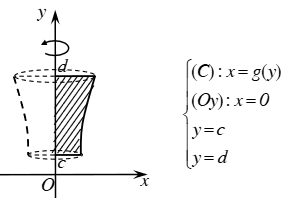 y
d
c
O
x
(C) : x = g(y)
(Oy) : x = 0
y = c
y = d